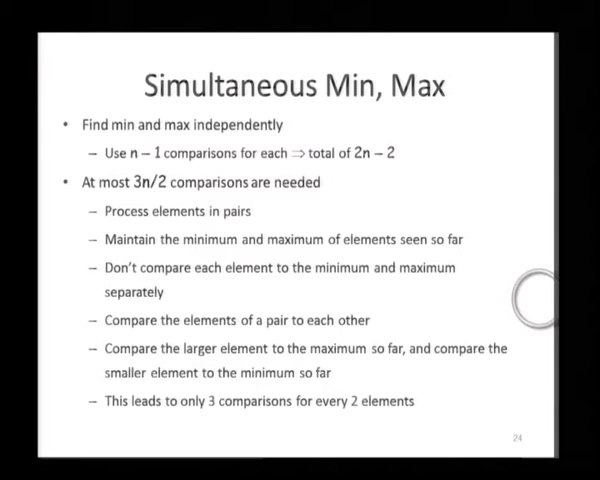 Simultaneous Min, Max
• Find min and max independently
– Use n – 1 comparisons for each ⇒ total of 2n – 2
• At most 3n/2 comparisons are needed
– Process elements in pairs
– Maintain the minimum and maximum of elements seen so far
– Don't compare each element to the minimum and maximum
separately
– Compare the elements of a pair to each other
– Compare the larger element to the maximum so far, and compare the
smaller element to the minimum so far
– This leads to only 3 comparisons for every 2 elements
24